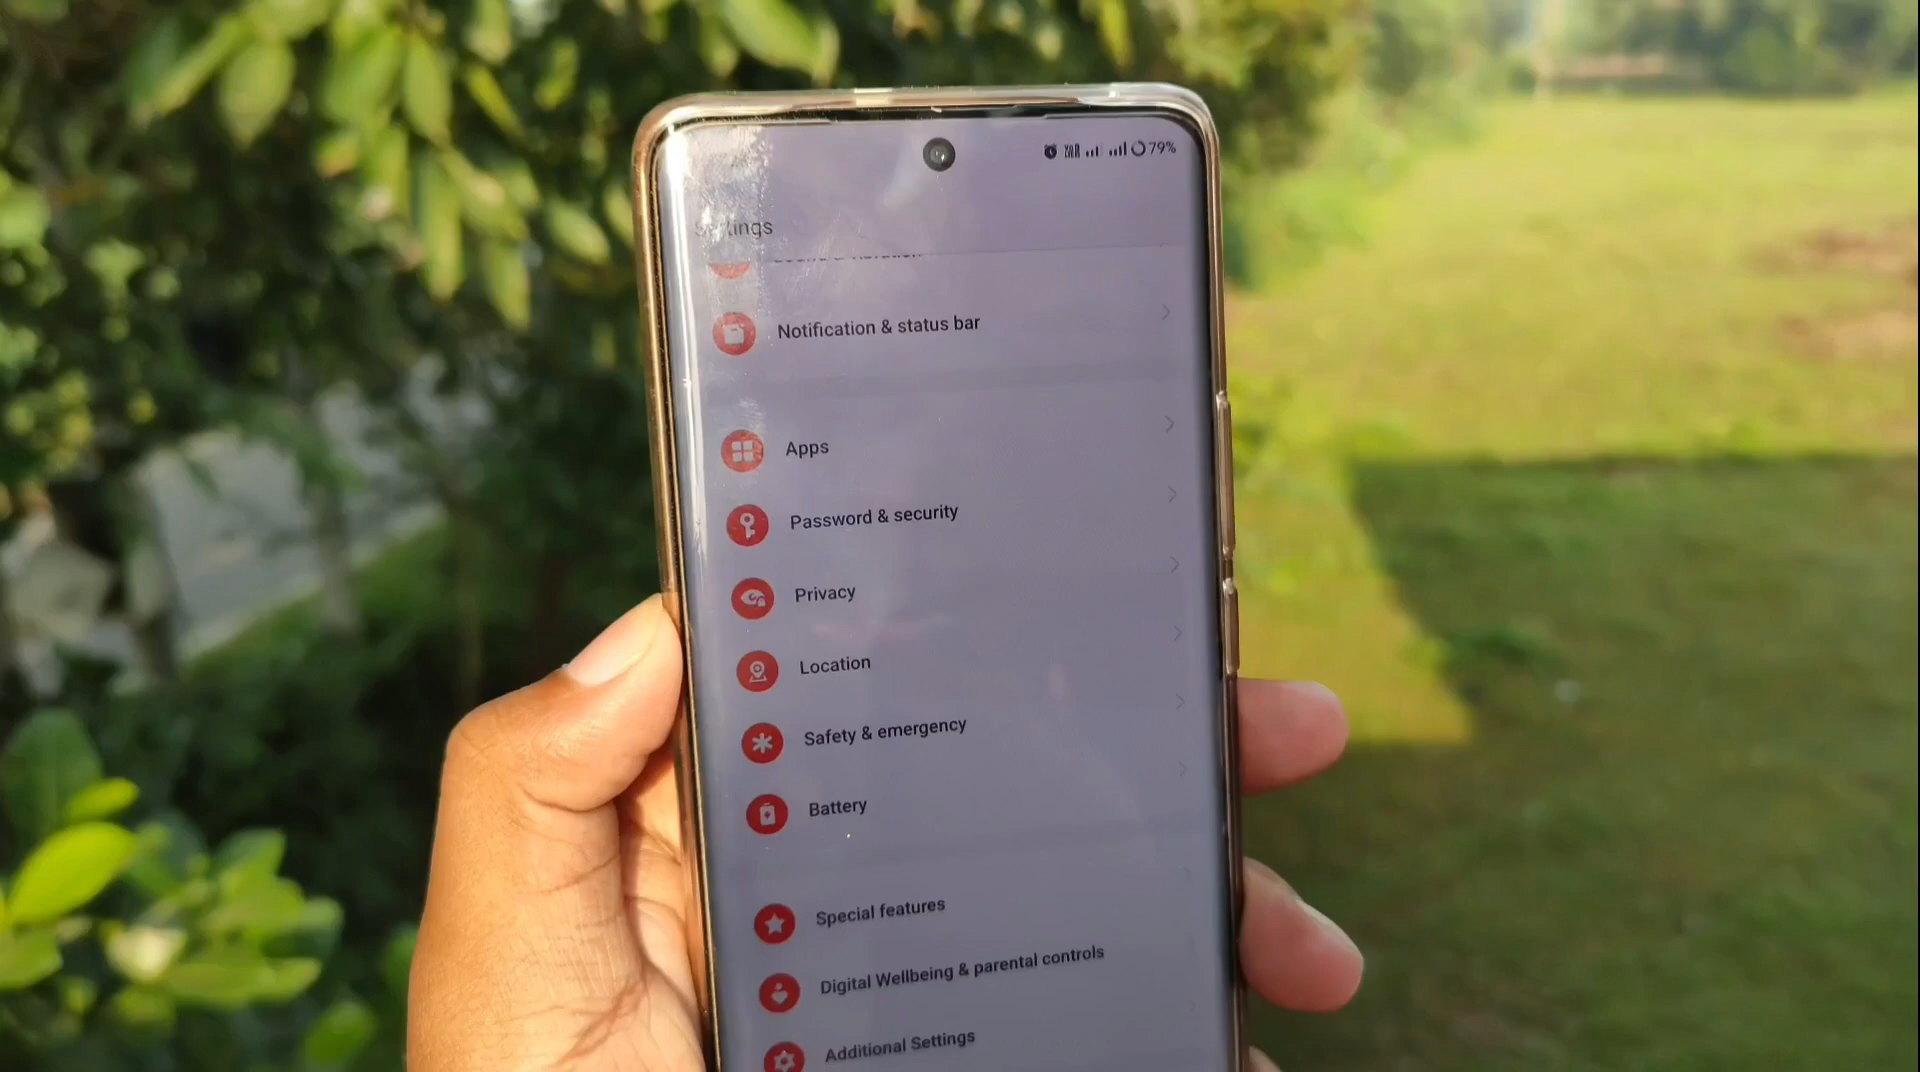 79%
Settings
Notification & status bar
Apps
Password & security
Privacy
Location
Safety & emergency
Battery
Special features
Digital Wellbeing & parental controls
Additional Settings